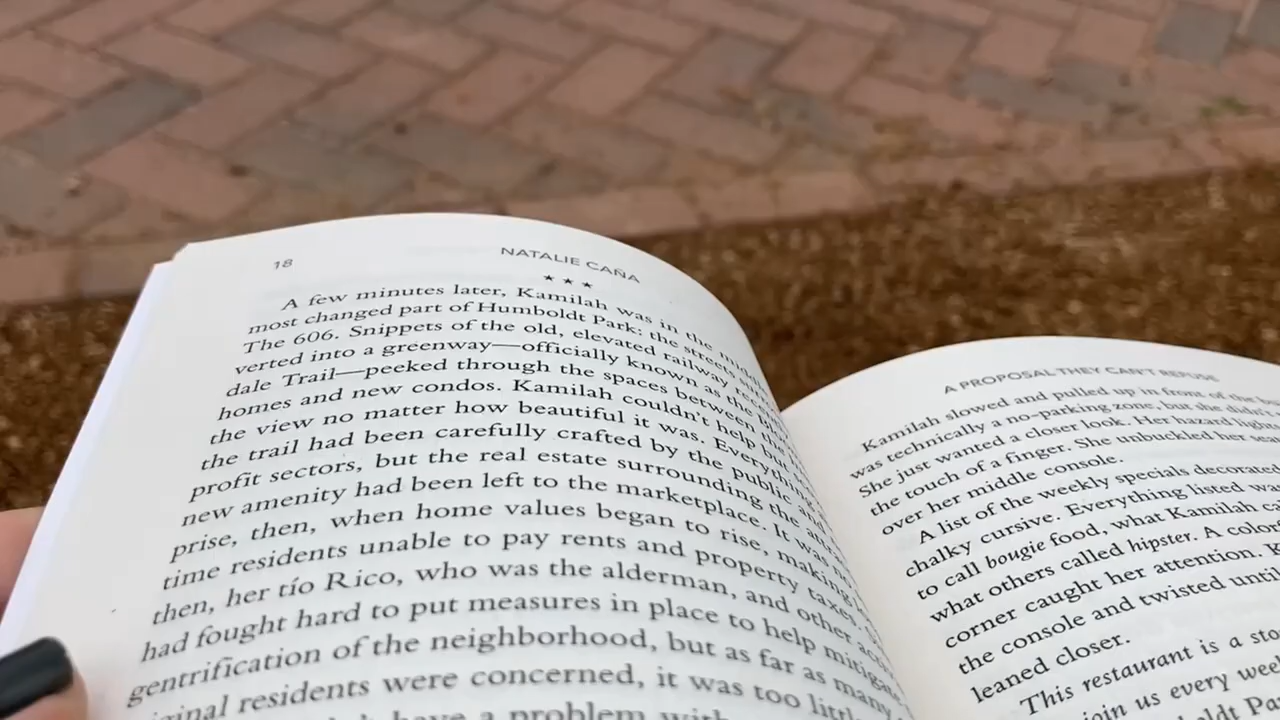 18
NATALIE CAÑA
★ ★ ★
A few minutes later, Kamilah was in the
most changed part of Humboldt Park: the streets
The 606. Snippets of the old, elevated railway
verted into a greenway—officially known as the
dale Trail—peeked through the spaces between the
homes and new condos. Kamilah couldn't help but
the view no matter how beautiful it was. Everything
the trail had been carefully crafted by the public and
profit sectors, but the real estate surrounding the
new amenity had been left to the marketplace. It was no
prise, then, when home values began to rise, making
time residents unable to pay rents and property taxes.
then, her tío Rico, who was the alderman, and other
had fought hard to put measures in place to help mitigate
gentrification of the neighborhood, but as far as many
residents were concerned, it was too little
have a problem with
A PROPOSAL THEY CAN'T REFUSE
Kamilah slowed and pulled up in front of the
was technically a no-parking zone, but she didn't
She just wanted a closer look. Her hazard lights
the touch of a finger. She unbuckled her
over her middle console.
A list of the weekly specials decorated
chalky cursive. Everything listed was
to call bougie food, what Kamilah
what others called hipster. A
corner caught her attention.
the console and twisted until
leaned closer.
This restaurant is a
join us every